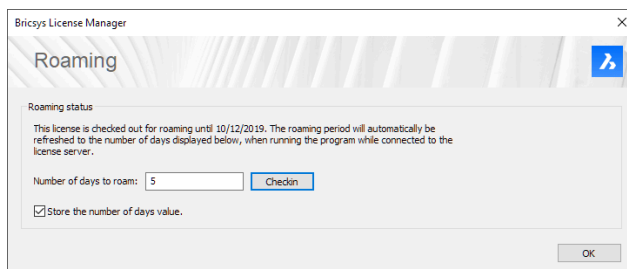 Bricsys License Manager
Roaming
Roaming status
This license is checked out for roaming until 10/12/2019. The roaming period will automatically be
refreshed to the number of days displayed below, when running the program while connected to the
license server.
Number of days to roam: 5 Checkin
Store the number of days value.
OK